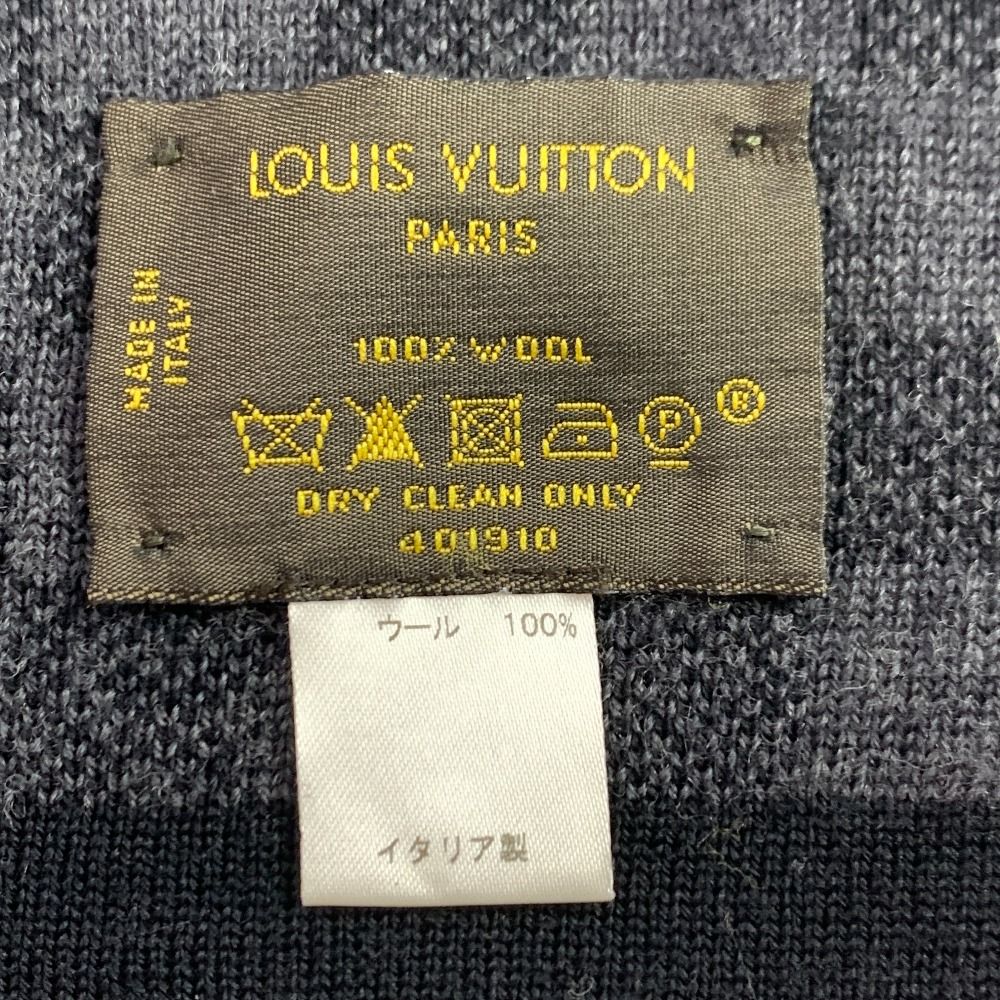 LOUIS VUITTON
PARIS
MADE IN
ITALY
100% WOOL
P
®
DRY CLEAN ONLY
401910
ウール 100%
イタリア製